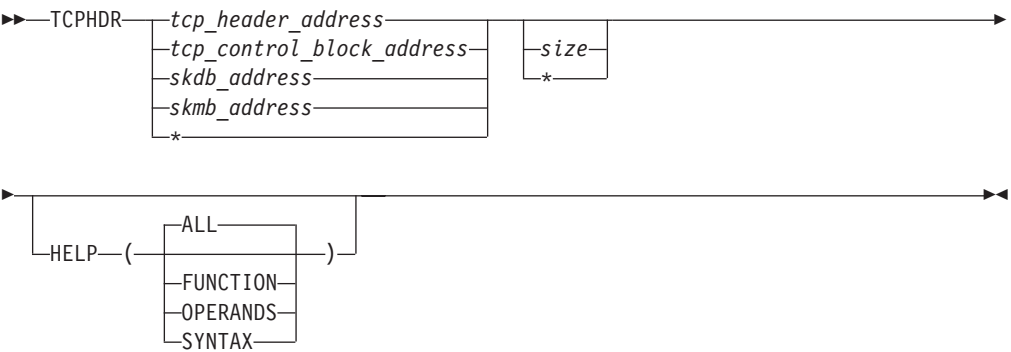 TCPHDR tcp_header_address
tcp_control_block_address size
skdb_address *
skmb_address
*
ALL
HELP ( )
FUNCTION
OPERANDS
SYNTAX